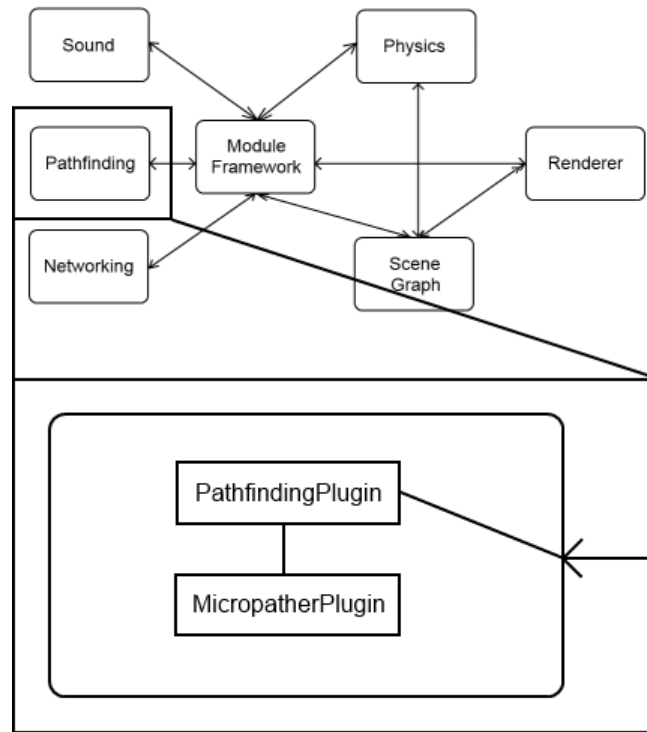 Sound
Physics
Pathfinding
Module
Framework
Renderer
Networking
Scene
Graph
PathfindingPlugin
MicropatherPlugin